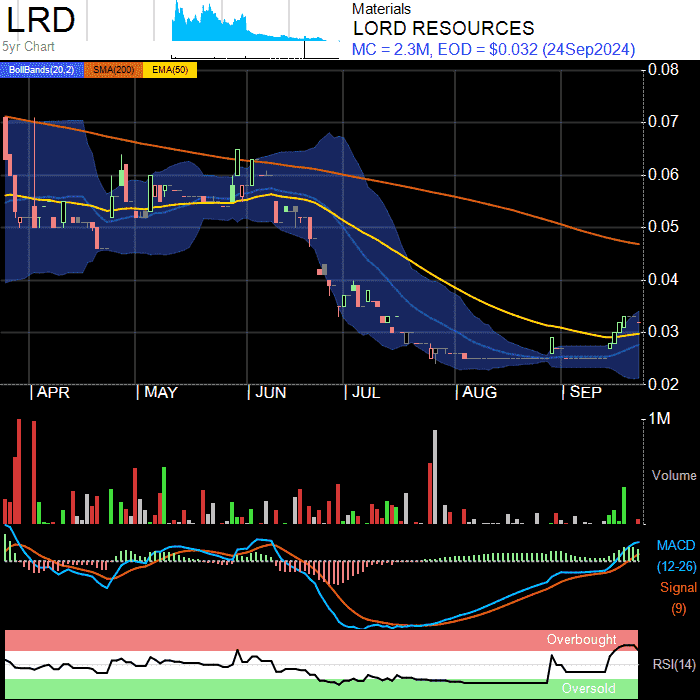 LRD
5yr Chart
Materials
LORD RESOURCES
MC = 2.3M, EOD = $0.032 (24Sep2024)
BollBands(20,2) SMA(200) EMA(50)
0.08
0.07
0.06
0.05
0.04
0.03
0.02
APR MAY JUN JUL AUG SEP
1M
Volume
MACD
(12-26)
Signal
(9)
Overbought
RSI(14)
Oversold